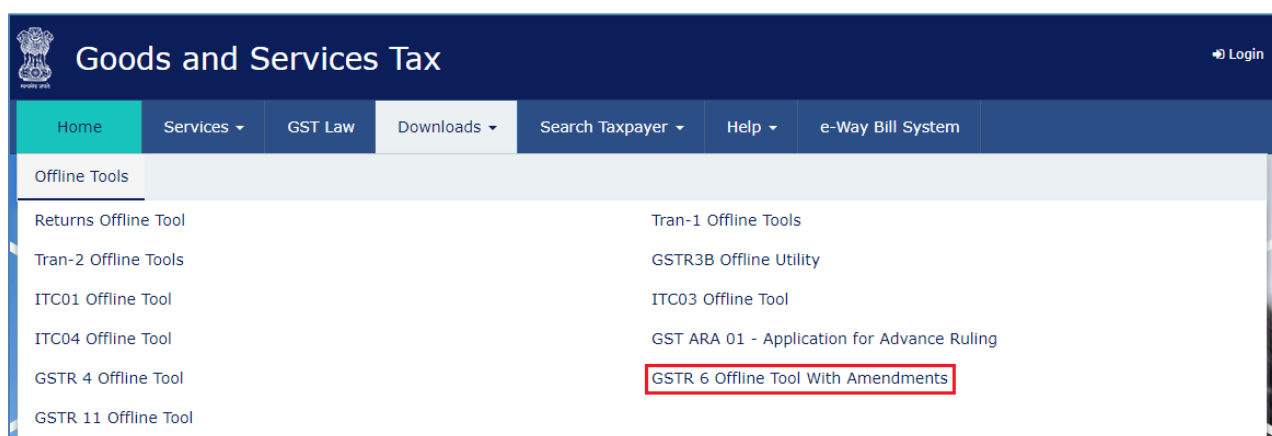 Goods and Services Tax
Login
Home Services GST Law Downloads Search Taxpayer Help e-Way Bill System
Offline Tools
Returns Offline Tool Tran-1 Offline Tools
Tran-2 Offline Tools GSTR3B Offline Utility
ITC01 Offline Tool ITC03 Offline Tool
ITC04 Offline Tool GST ARA 01 - Application for Advance Ruling
GSTR 4 Offline Tool GSTR 6 Offline Tool With Amendments
GSTR 11 Offline Tool